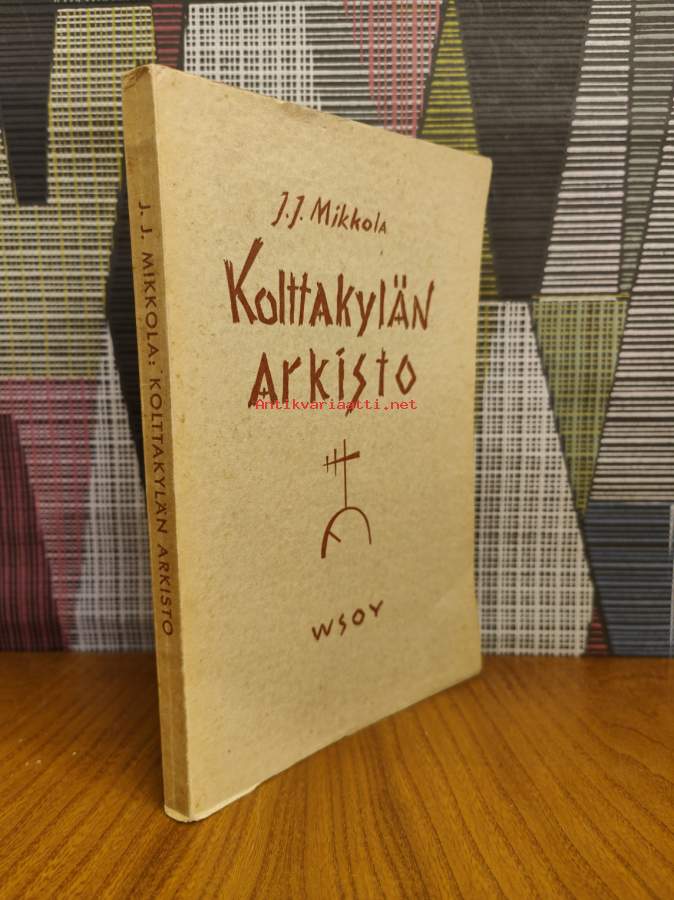 J.J. Mikkola
Kolttakylän
Arkisto
Antikvariaatti.net
WSOY
J. J. MIKKOLA: KOLTTAKYLÄN ARKISTO